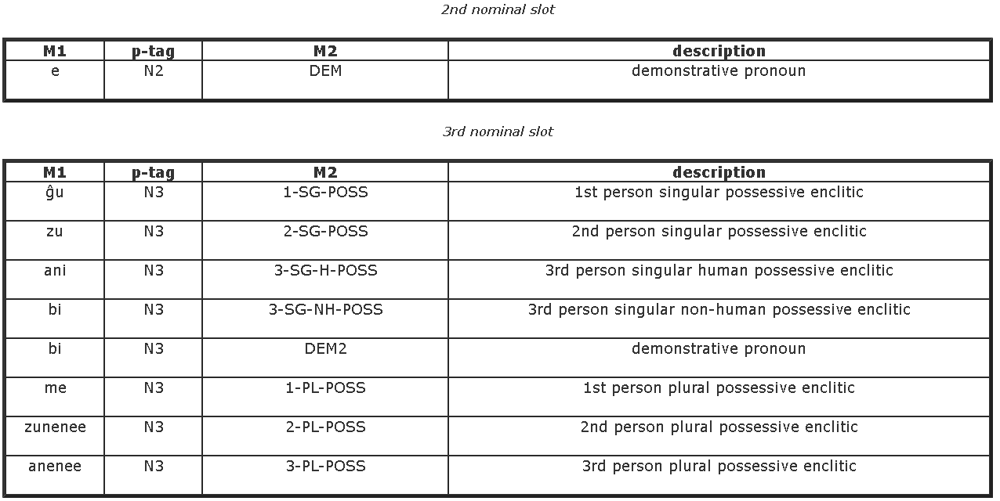 2nd nominal slot
M1 p-tag M2 description
e N2 DEM demonstrative pronoun
3rd nominal slot
M1 p-tag M2 description
ĝu N3 1-SG-POSS 1st person singular possessive enclitic
zu N3 2-SG-POSS 2nd person singular possessive enclitic
ani N3 3-SG-H-POSS 3rd person singular human possessive enclitic
bi N3 3-SG-NH-POSS 3rd person singular non-human possessive enclitic
bi N3 DEM2 demonstrative pronoun
me N3 1-PL-POSS 1st person plural possessive enclitic
zunenee N3 2-PL-POSS 2nd person plural possessive enclitic
anenee N3 3-PL-POSS 3rd person plural possessive enclitic